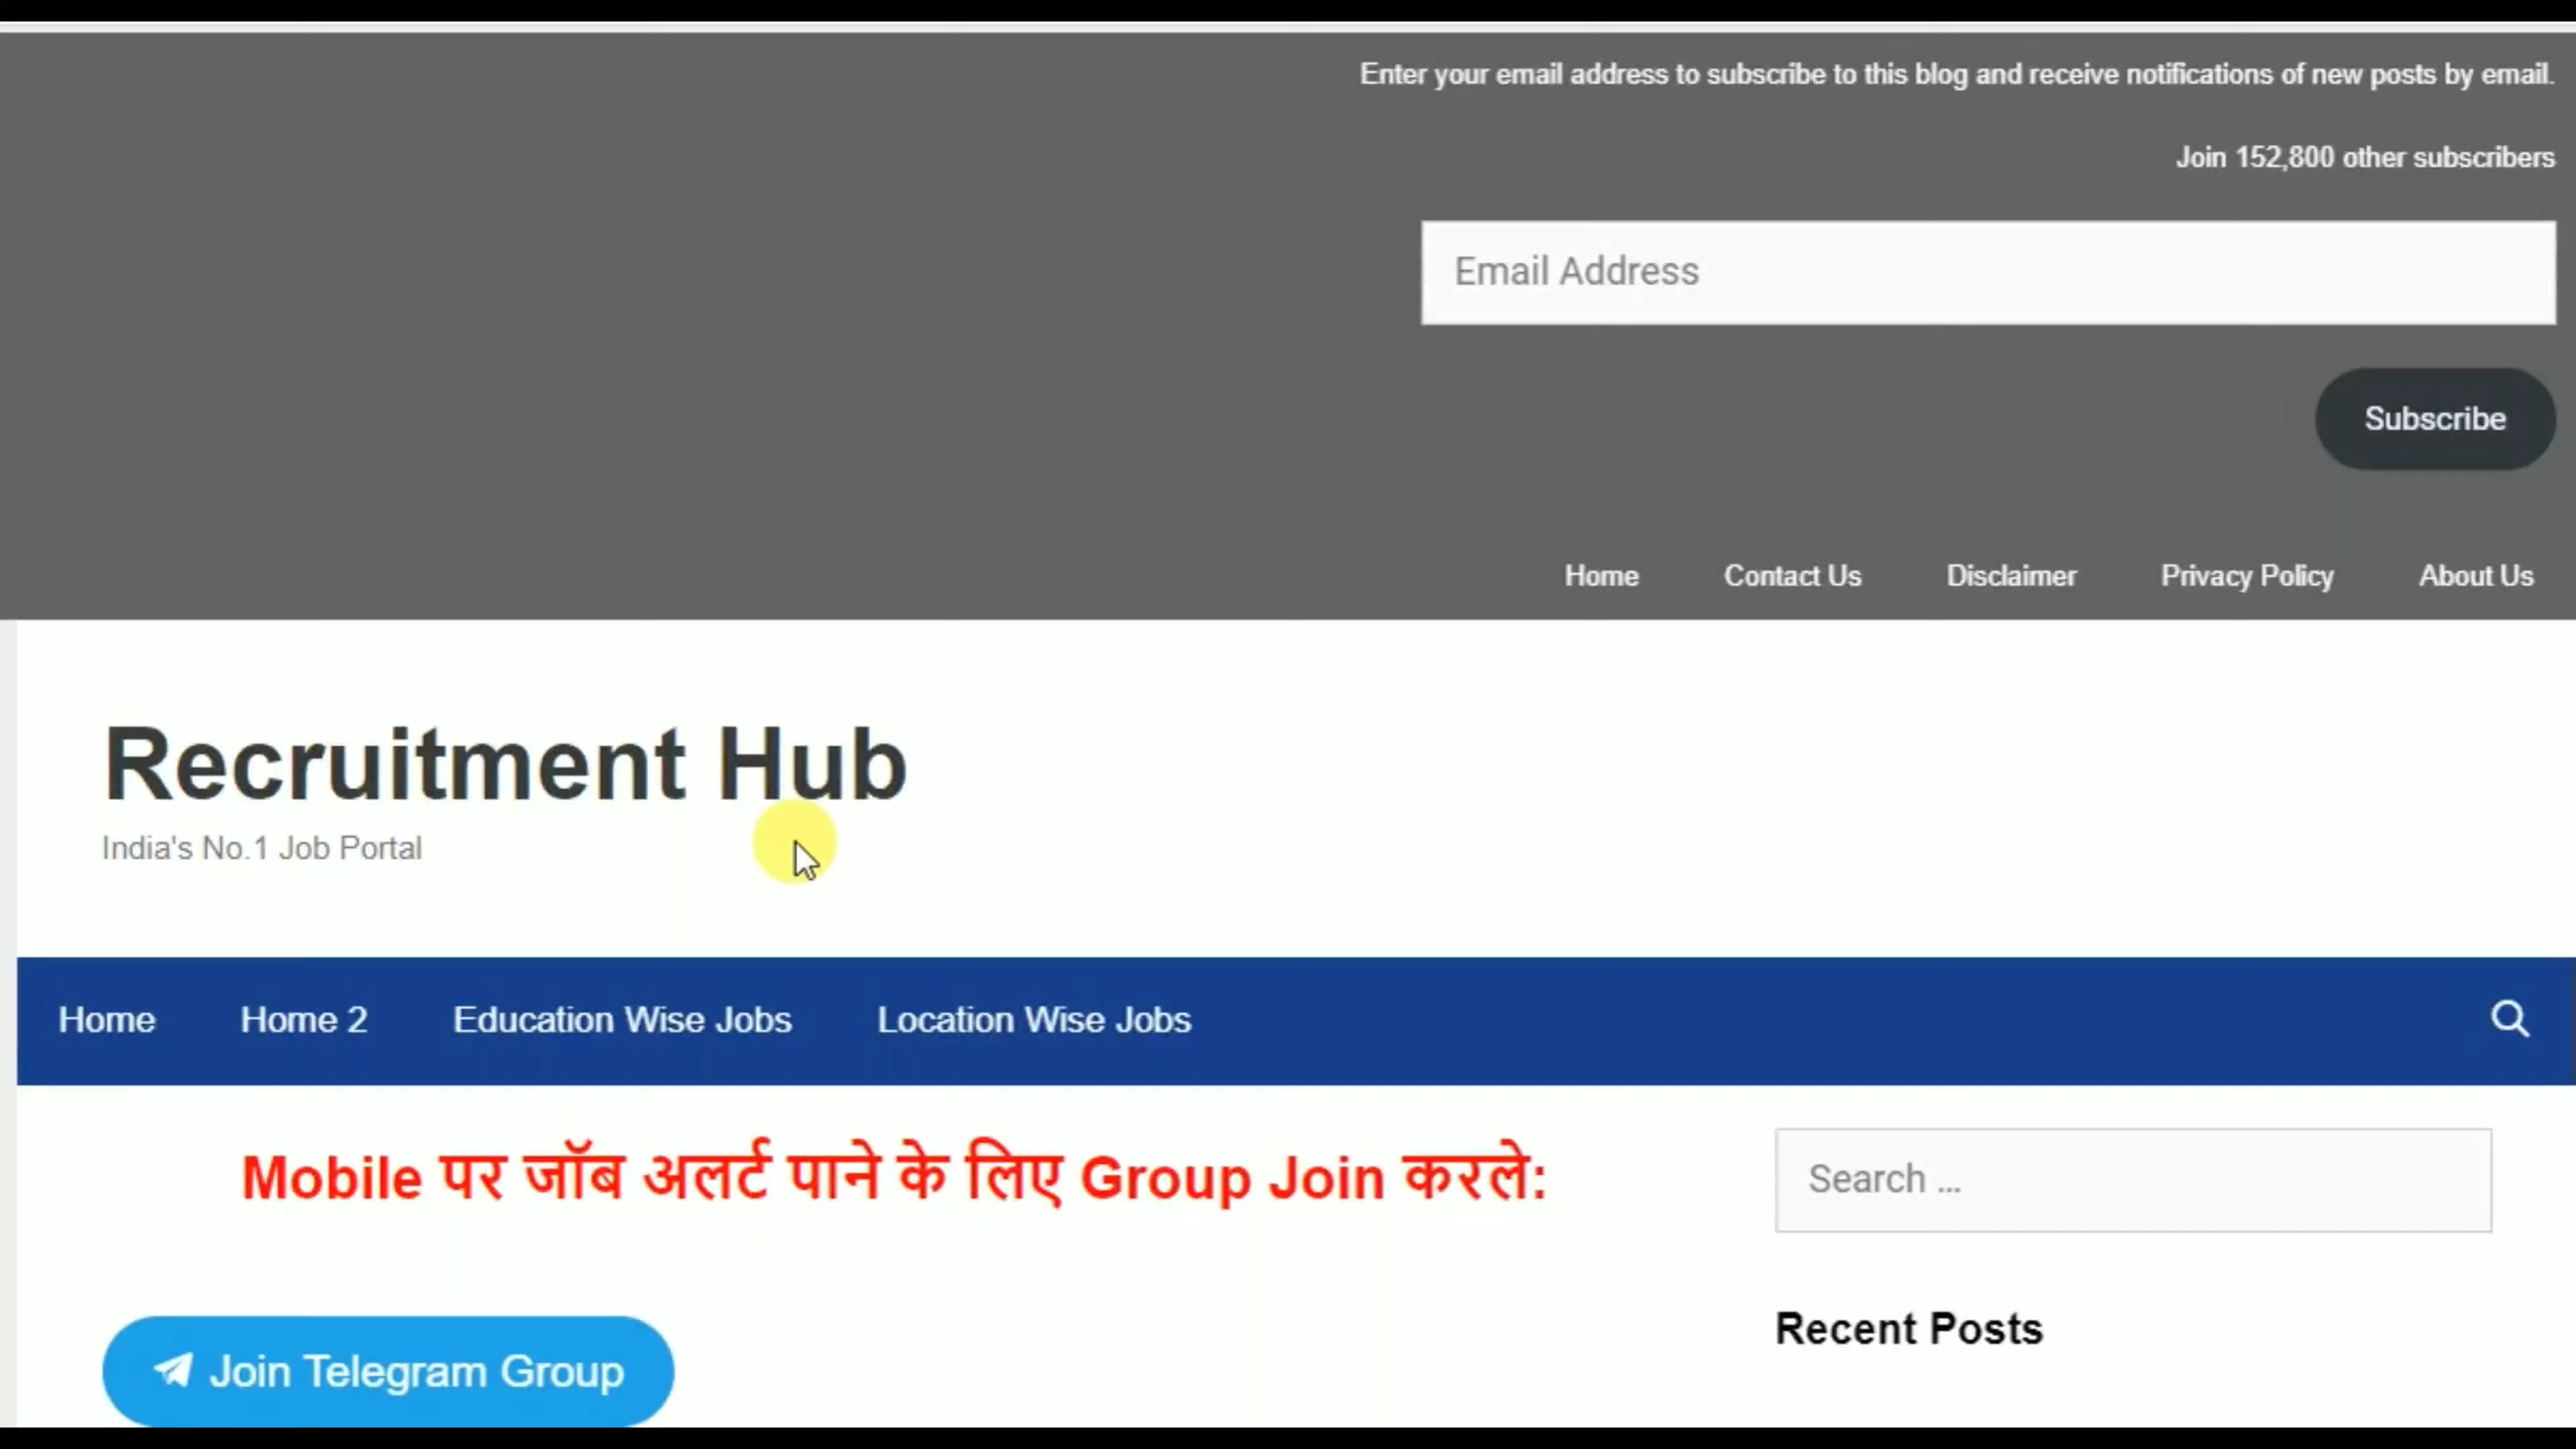 Enter your email address to subscribe to this blog and receive notifications of new posts by email.
Join 152,800 other subscribers
Email Address
Subscribe
Home Contact Us Disclaimer Privacy Policy About Us
Recruitment Hub
India's No.1 Job Portal
Home Home 2 Education Wise Jobs Location Wise Jobs
Mobile पर जॉब अलर्ट पाने के लिए Group Join करले:
Search ...
Recent Posts
Join Telegram Group